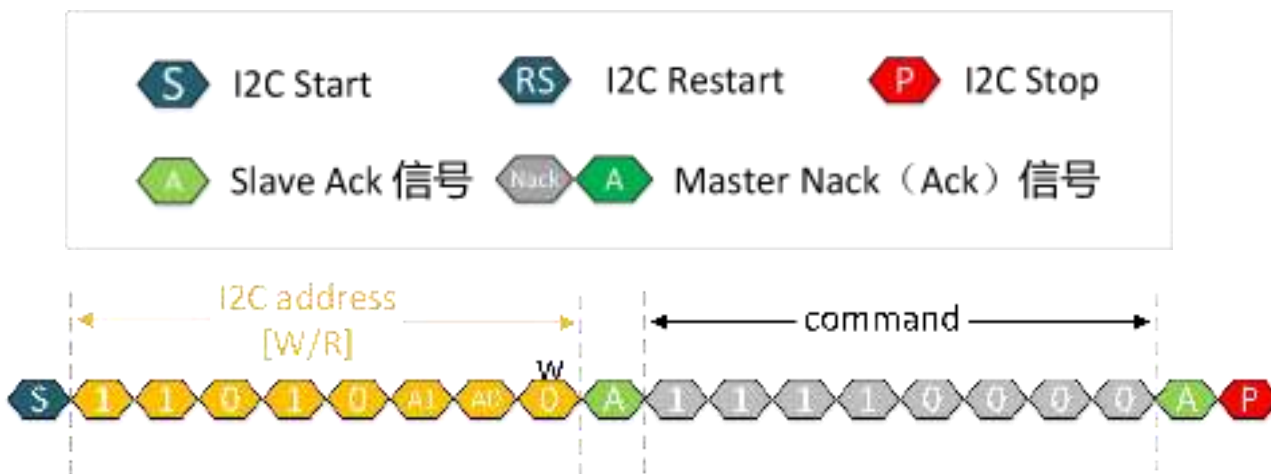 S I2C Start RS I2C Restart P I2C Stop
A Slave Ack 信号 Nack A Master Nack（Ack）信号
I2C address
[W/R]
command
W
S 1 1 0 1 0 A1 A0 0 A 1 1 1 1 0 0 0 0 A P